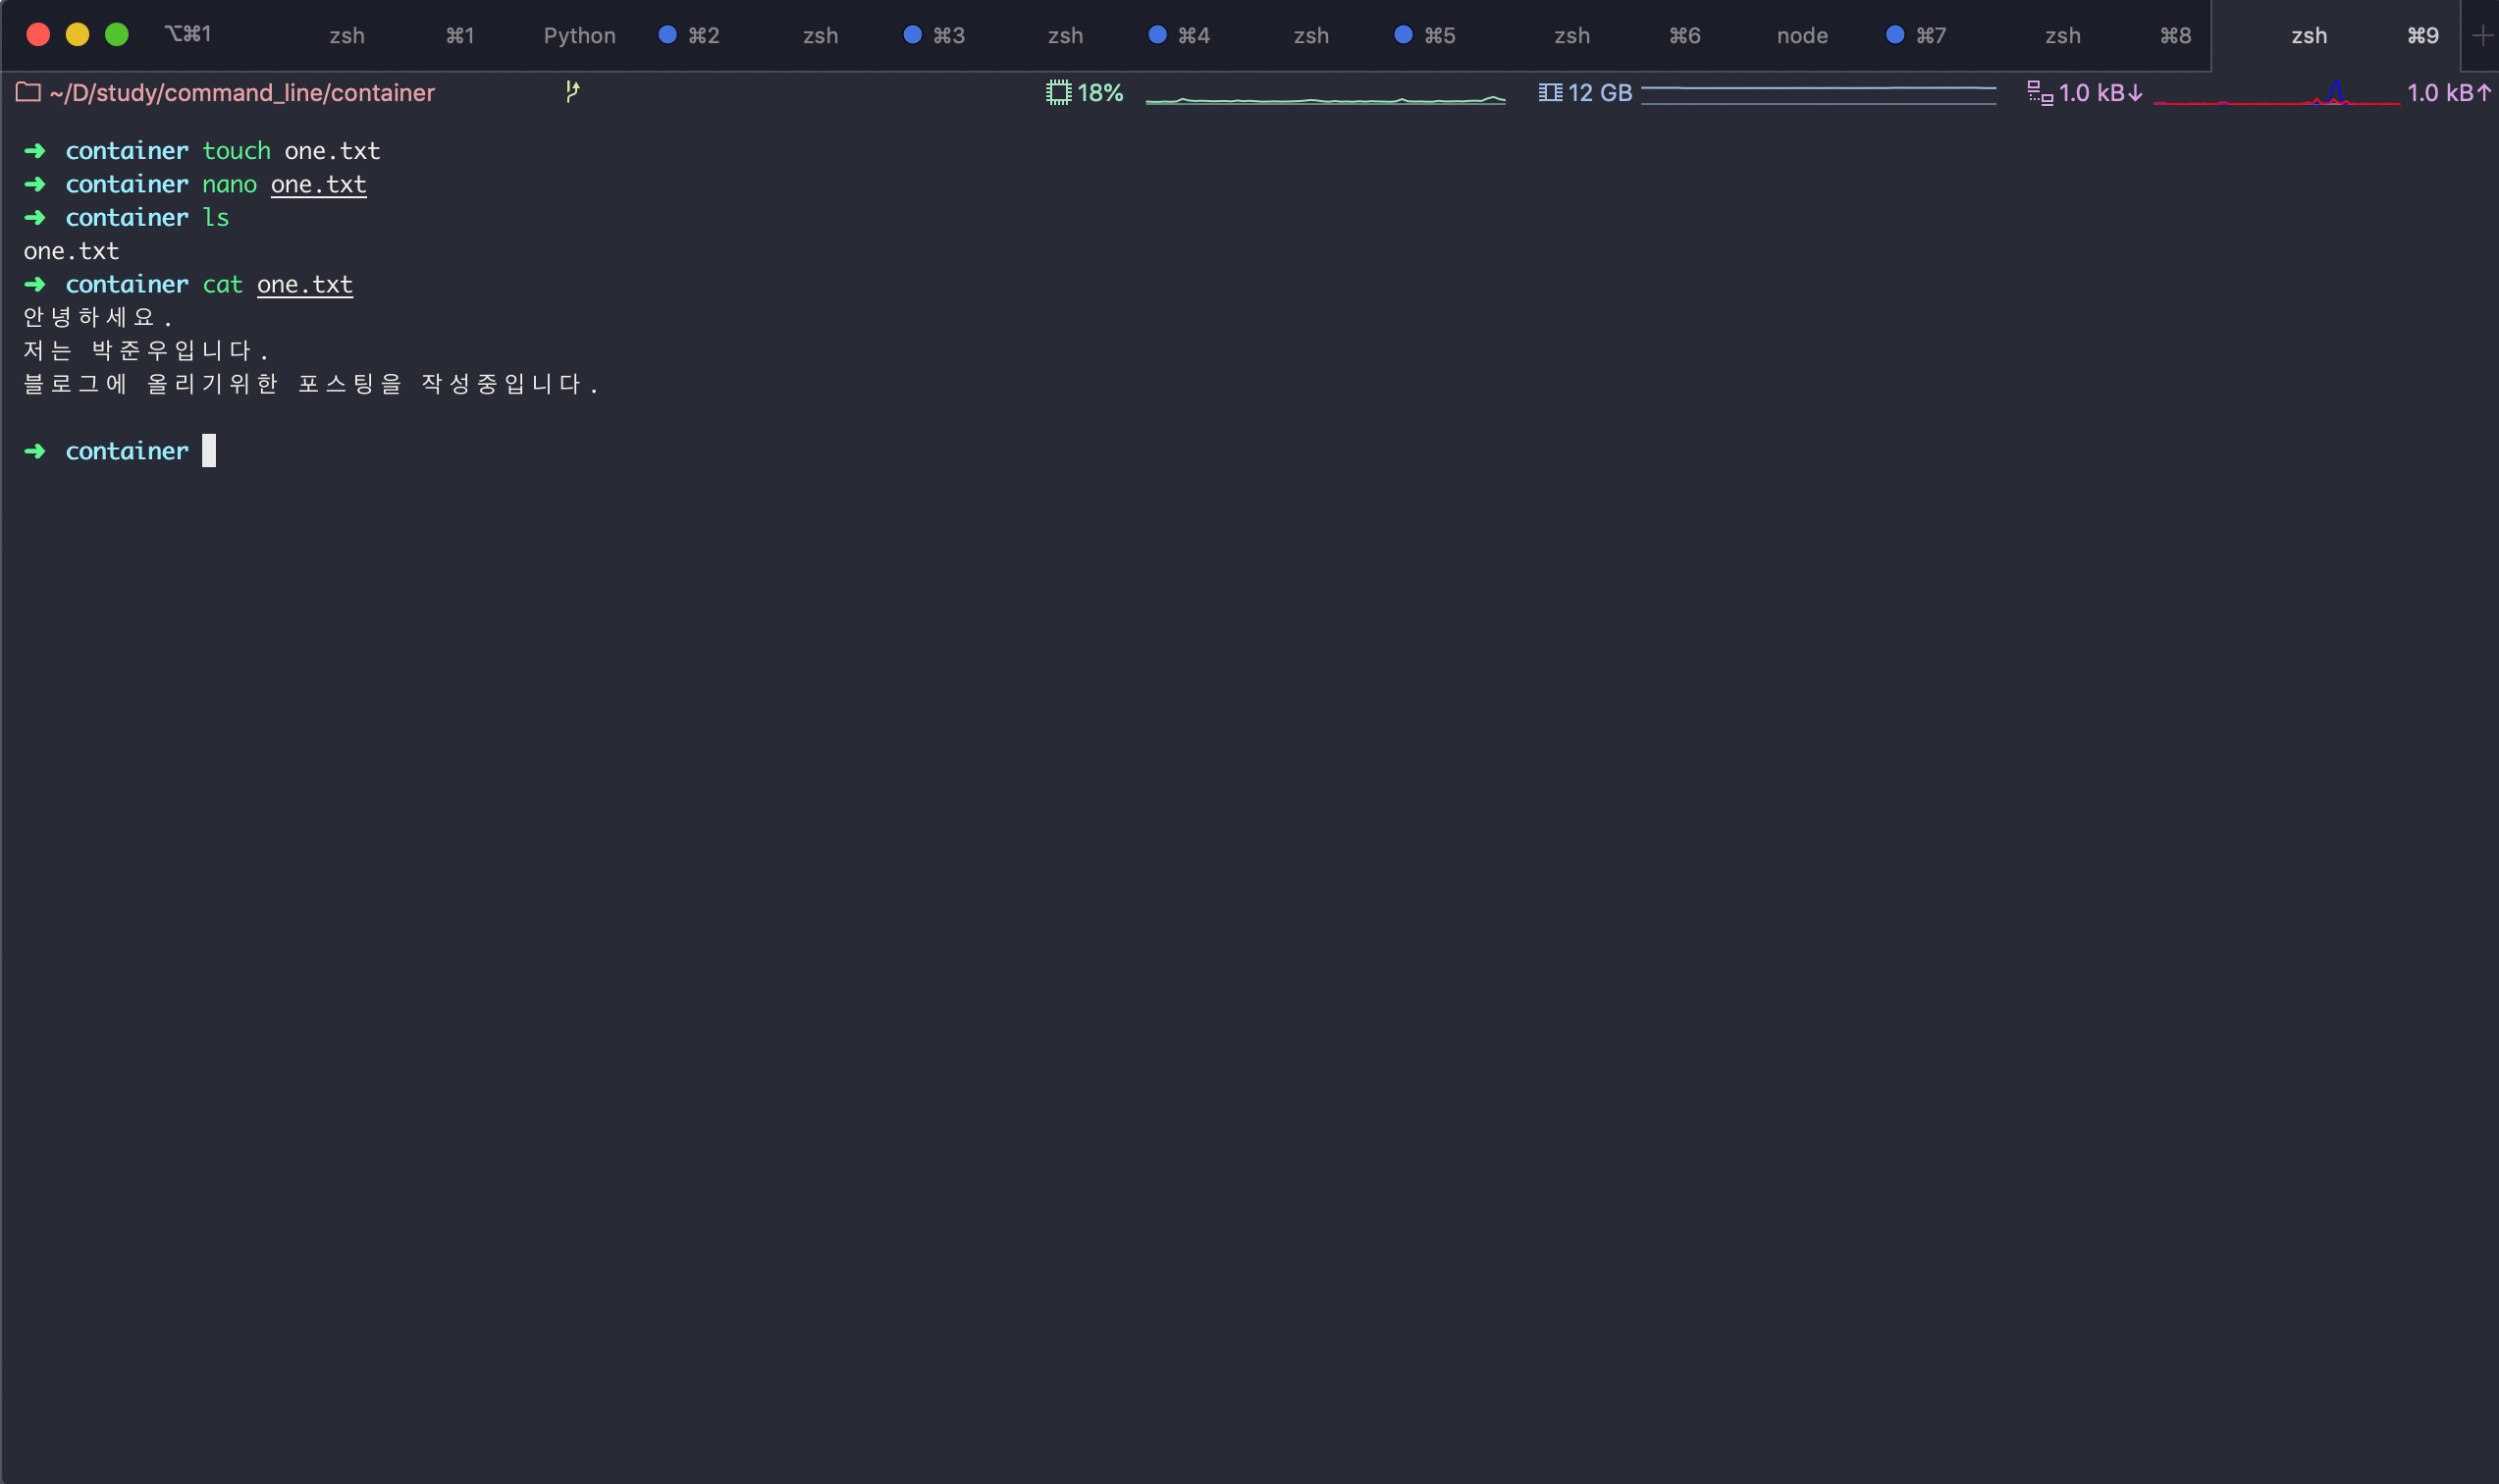 ⌥⌘1 zsh ⌘1 Python ⌘2 zsh ⌘3 zsh ⌘4 zsh ⌘5 zsh ⌘6 node ⌘7 zsh ⌘8 zsh ⌘9
~/D/study/command_line/container 18% 12 GB 1.0 kB↓ 1.0 kB↑
➜ container touch one.txt
➜ container nano one.txt
➜ container ls
one.txt
➜ container cat one.txt
안녕하세요.
저는 박준우입니다.
블로그에 올리기위한 포스팅을 작성중입니다.
➜ container